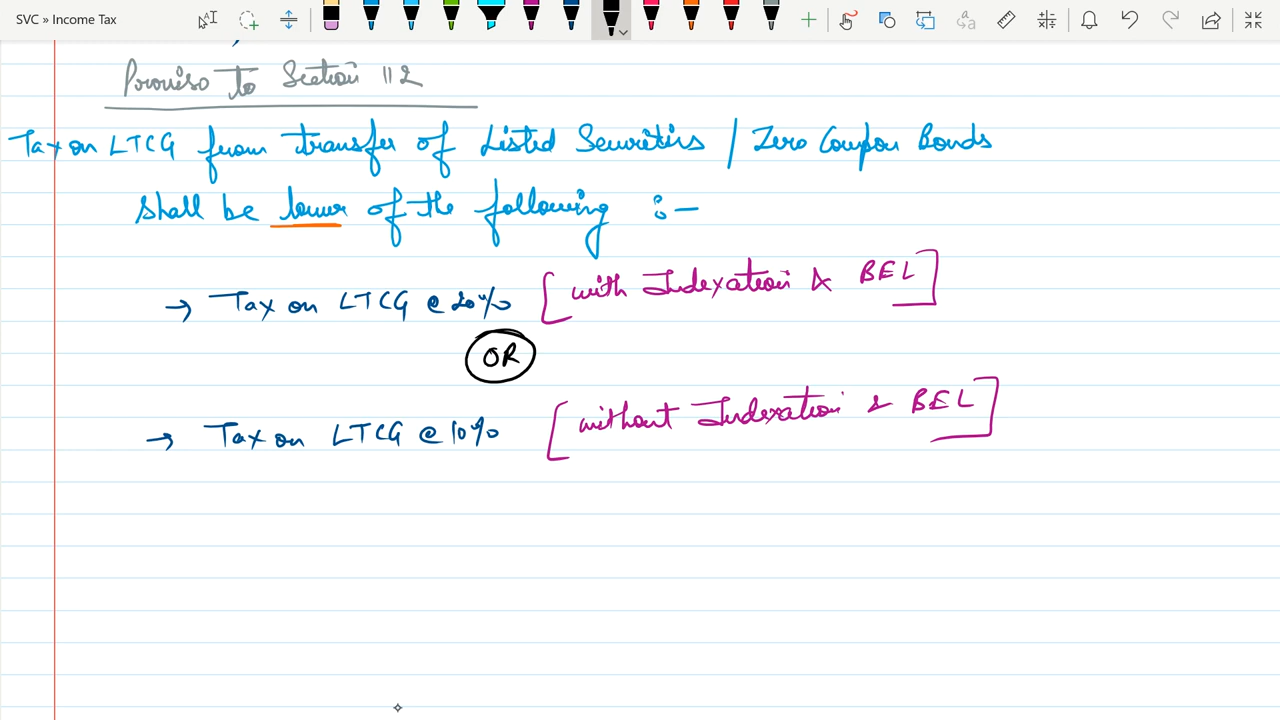 SVC » Income Tax
Proviso to Section 112
Tax on LTCG from transfer of Listed Securities / Zero Coupon Bonds
shall be lower of the following :-
→ Tax on LTCG @ 20% [with Indexation & BEL]
OR
→ Tax on LTCG @ 10% [without Indexation & BEL]